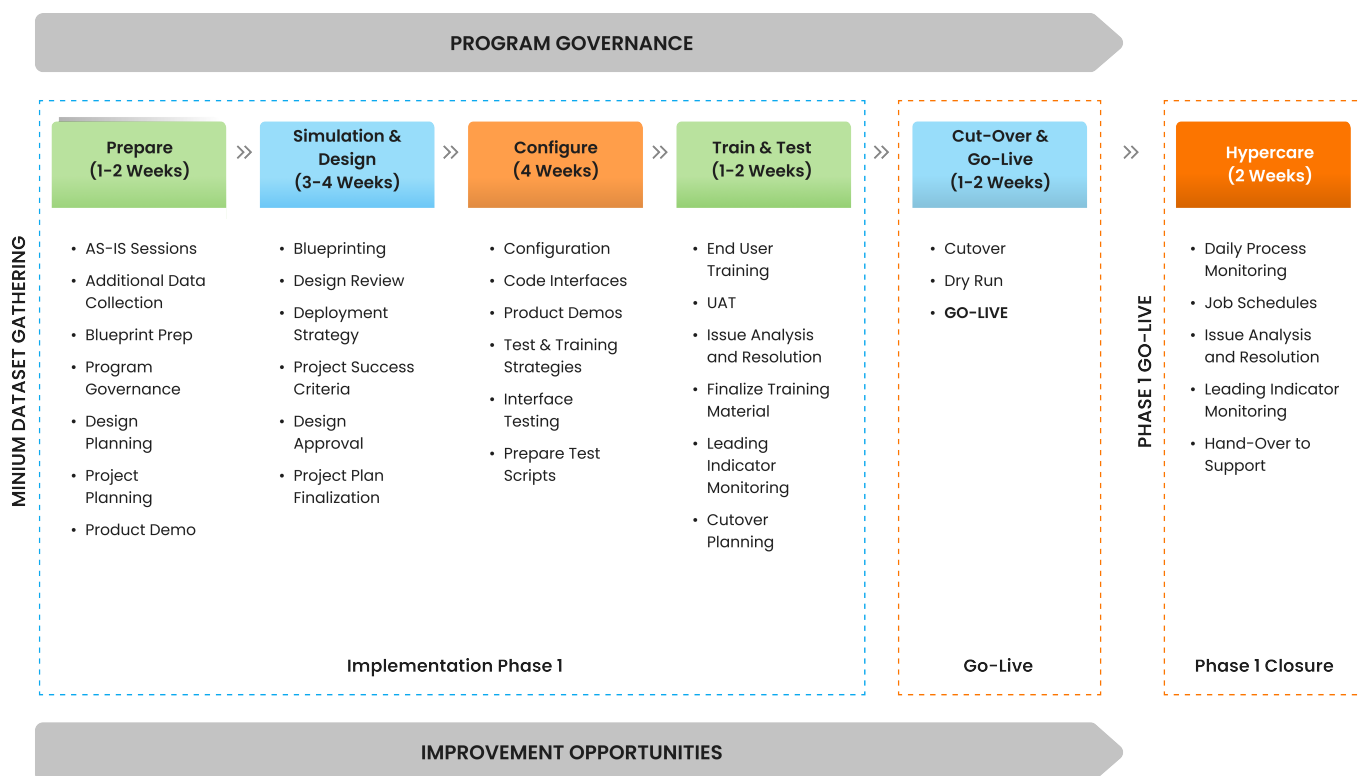 PROGRAM GOVERNANCE
MINIUM DATASET GATHERING
Prepare
(1-2 Weeks)
• AS-IS Sessions
• Additional Data
Collection
• Blueprint Prep
• Program
Governance
• Design
Planning
• Project
Planning
• Product Demo
Simulation &
Design
(3-4 Weeks)
• Blueprinting
• Design Review
• Deployment
Strategy
• Project Success
Criteria
• Design
Approval
• Project Plan
Finalization
Configure
(4 Weeks)
• Configuration
• Code Interfaces
• Product Demos
• Test & Training
Strategies
• Interface
Testing
• Prepare Test
Scripts
Train & Test
(1-2 Weeks)
• End User
Training
• UAT
• Issue Analysis
and Resolution
• Finalize Training
Material
• Leading
Indicator
Monitoring
• Cutover
Planning
Implementation Phase 1
Cut-Over &
Go-Live
(1-2 Weeks)
• Cutover
• Dry Run
• GO-LIVE
Go-Live
PHASE 1 GO-LIVE
Hypercare
(2 Weeks)
• Daily Process
Monitoring
• Job Schedules
• Issue Analysis
and Resolution
• Leading Indicator
Monitoring
• Hand-Over to
Support
Phase 1 Closure
IMPROVEMENT OPPORTUNITIES